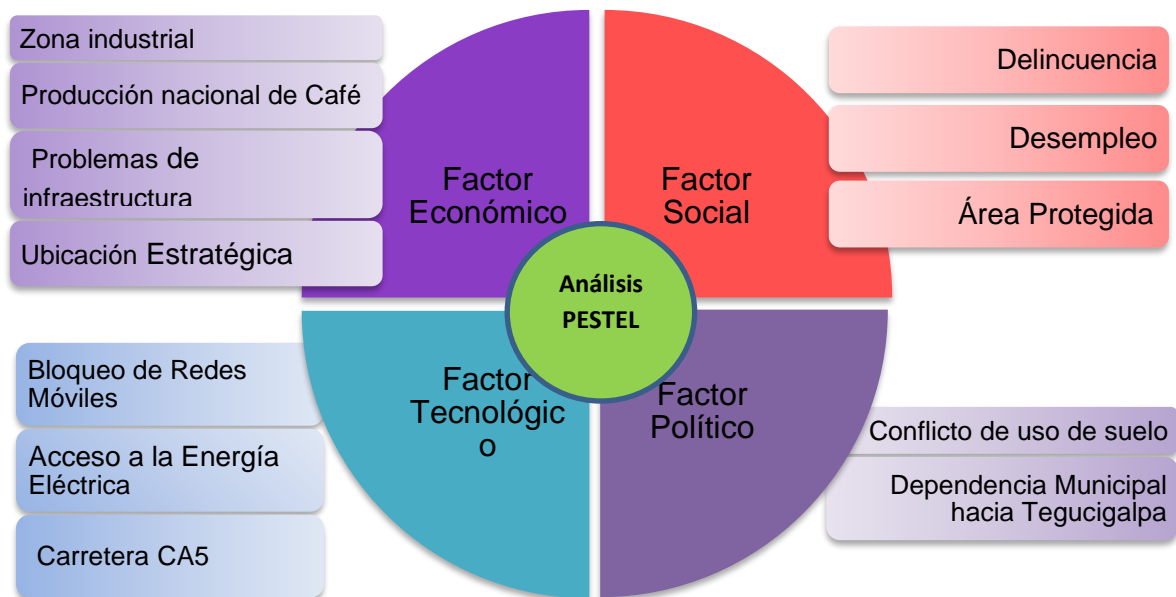 Zona industrial
Producción nacional de Café
Problemas de
infraestructura
Ubicación Estratégica
Factor
Económico
Factor
Social
Delincuencia
Desempleo
Área Protegida
Análisis
PESTEL
Bloqueo de Redes
Móviles
Acceso a la Energía
Eléctrica
Carretera CA5
Factor
Tecnológic
o
Factor
Político
Conflicto de uso de suelo
Dependencia Municipal
hacia Tegucigalpa